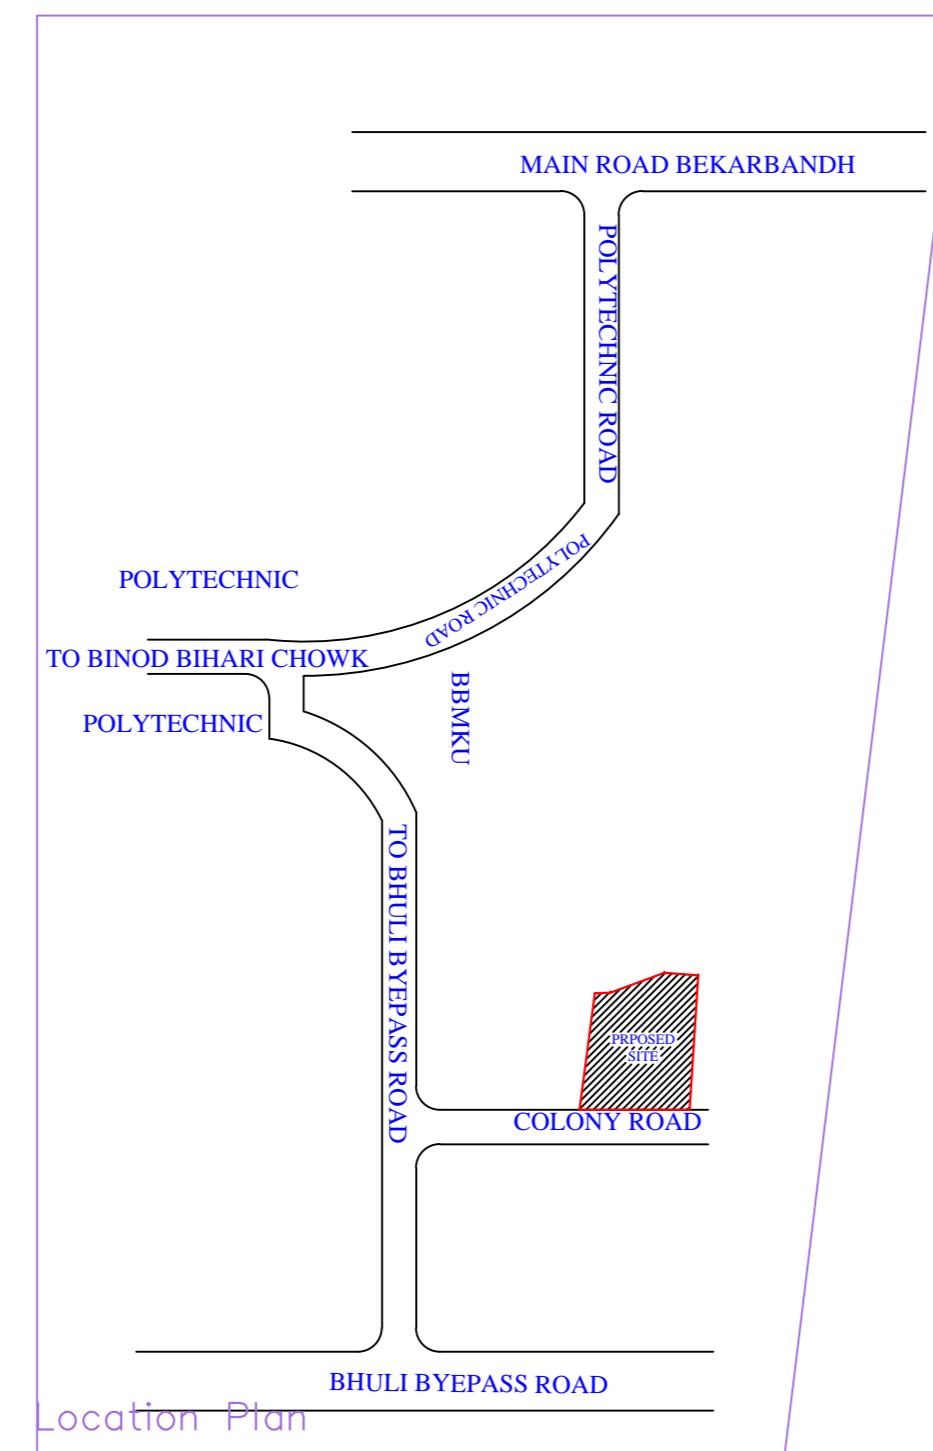 MAIN ROAD BEKARBANDH
POLYTECHNIC ROAD
POLYTECHNIC ROAD
POLYTECHNIC
TO BINOD BIHARI CHOWK
POLYTECHNIC
BBMKU
TO BHULI BYEPASS ROAD
PRPOSED
SITE
COLONY ROAD
BHULI BYEPASS ROAD
Location Plan